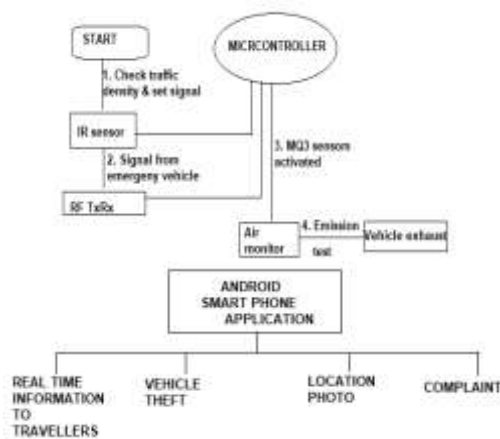 START
MICRCONTROLLER
1. Check traffic
density & set signal
IR sensor
2. Signal from
emergeny vehicle
3. MQ3 sensors
activated
RF TxRx
Air
monitor
4. Emission
test
Vehicle exhaust
ANDROID
SMART PHONE
APPLICATION
REAL TIME
INFORMATION
TO
TRAVELLERS
VEHICLE
THEFT
LOCATION
PHOTO
COMPLAINT